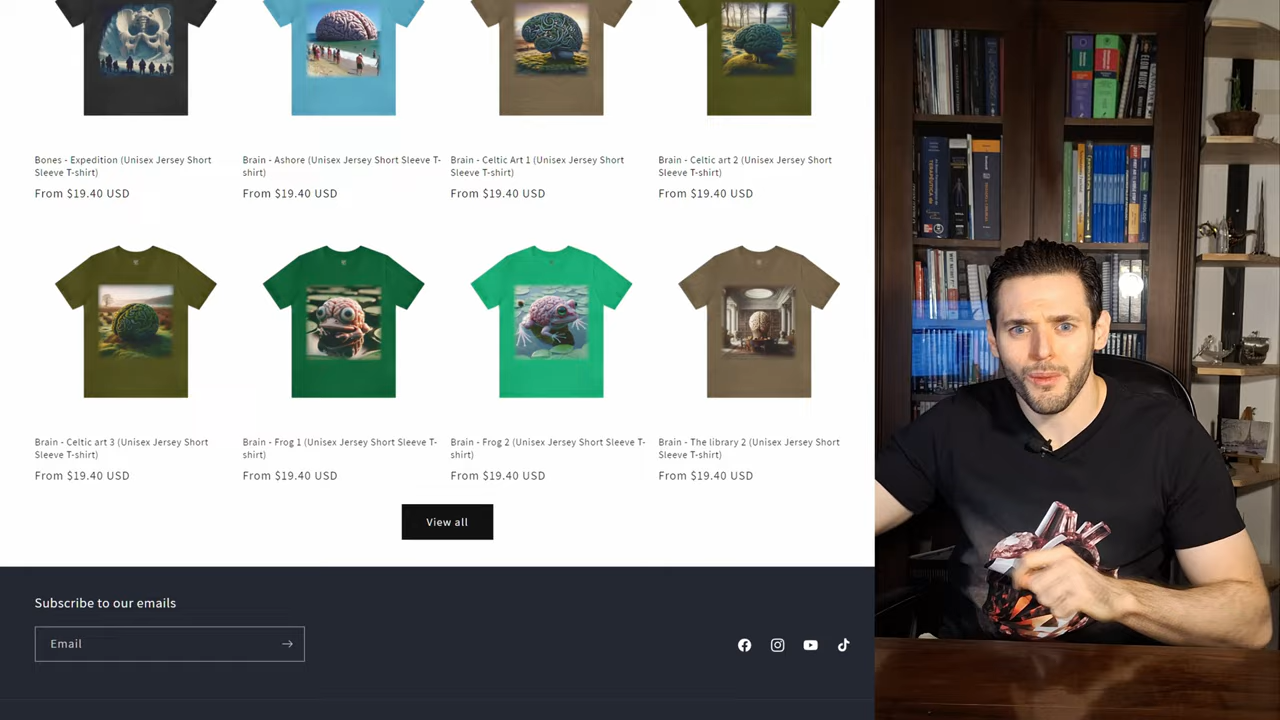 Bones - Expedition (Unisex Jersey Short
Sleeve T-shirt)
From $19.40 USD
Brain - Ashore (Unisex Jersey Short Sleeve T-
shirt)
From $19.40 USD
Brain - Celtic Art 1 (Unisex Jersey Short
Sleeve T-shirt)
From $19.40 USD
Brain - Celtic art 2 (Unisex Jersey Short
Sleeve T-shirt)
From $19.40 USD
Brain - Celtic art 3 (Unisex Jersey Short
Sleeve T-shirt)
From $19.40 USD
Brain - Frog 1 (Unisex Jersey Short Sleeve T-
shirt)
From $19.40 USD
Brain - Frog 2 (Unisex Jersey Short Sleeve T-
shirt)
From $19.40 USD
Brain - The library 2 (Unisex Jersey Short
Sleeve T-shirt)
From $19.40 USD
View all
Subscribe to our emails
Email
ELON MUSK